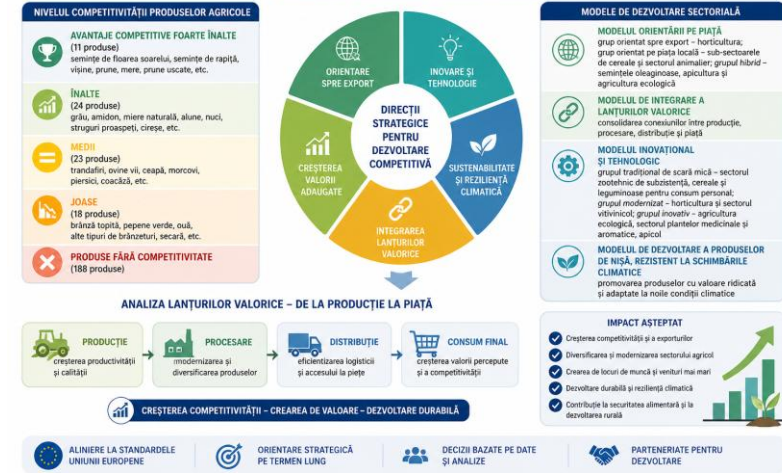 NIVELUL COMPETITIVITĂȚII PRODUSELOR AGRICOLE
AVANTAJE COMPETITIVE FOARTE ÎNALTE
(11 produse)
semințe de floarea soarelui, semințe de rapiță,
vișine, prune, mere, prune uscate, etc.
ÎNALTE
(24 produse)
grâu, amidon, miere naturală, alune, nuci,
struguri proaspeți, cireșe, etc.
MEDII
(23 produse)
trandafiri, ovine vii, ceapă, morcovi,
piersici, coacăză, etc.
JOASE
(18 produse)
brânză topită, pepene verde, ouă,
alte tipuri de brânzeturi, secară, etc.
PRODUSE FĂRĂ COMPETITIVITATE
(188 produse)
ORIENTARE
SPRE EXPORT
INOVARE ȘI
TEHNOLOGIE
DIRECȚII
STRATEGICE
PENTRU
DEZVOLTARE
COMPETITIVĂ
CREȘTEREA
VALORII
ADAUGATE
SUSTENABILITATE
ȘI REZILIENȚĂ
CLIMATICĂ
INTEGRAREA
LANȚURILOR
VALORICE
MODELE DE DEZVOLTARE SECTORIALĂ
MODELUL ORIENTĂRII PE PIAȚĂ
grup orientat spre export – horticultura;
grup orientat pe piața locală - sub-sectoarele
de cereale și sectorul animalier; grupul hibrid –
semințele oleaginoase, apicultura și
agricultura ecologică
MODELUL DE INTEGRARE A
LANȚURILOR VALORICE
consolidarea conexiunilor între producție,
procesare, distribuție și piață
MODELUL INOVAȚIONAL
ȘI TEHNOLOGIC
grupul tradițional de scară mică – sectorul
zootehnic de subzistență, cereale și
leguminoase pentru consum personal;
grupul modernizat - horticultura și sectorul
vitivinicol; grupul inovativ – agricultura
ecologică, sectorul plantelor medicinale și
aromatice, apicol
MODELUL DE DEZVOLTARE A PRODUSELOR
DE NIȘĂ, REZISTENT LA SCHIMBĂRILE
CLIMATICE
promovarea produselor cu valoare ridicată
și adaptate la noile condiții climatice
ANALIZA LANȚURILOR VALORICE – DE LA PRODUCȚIE LA PIAȚĂ
PRODUCȚIE
creșterea productivității
și calității
PROCESARE
modernizarea și
diversificarea produselor
DISTRIBUȚIE
eficientizarea logisticii
și accesului la piețe
CONSUM FINAL
creșterea valorii percepute
și a competitivității
CREȘTEREA COMPETITIVITĂȚII – CREAREA DE VALOARE – DEZVOLTARE DURABILĂ
IMPACT AȘTEPTAT
Creșterea competitivității și a exporturilor
Diversificarea și modernizarea sectorului agricol
Crearea de locuri de muncă și venituri mai mari
Dezvoltare durabilă și reziliență climatică
Contribuție la securitatea alimentară și la
dezvoltarea rurală
ALINIERE LA STANDARDELE
UNIUNII EUROPENE
ORIENTARE STRATEGICĂ
PE TERMEN LUNG
DECIZII BAZATE PE DATE
ȘI ANALIZE
PARTENERIATE PENTRU
DEZVOLTARE